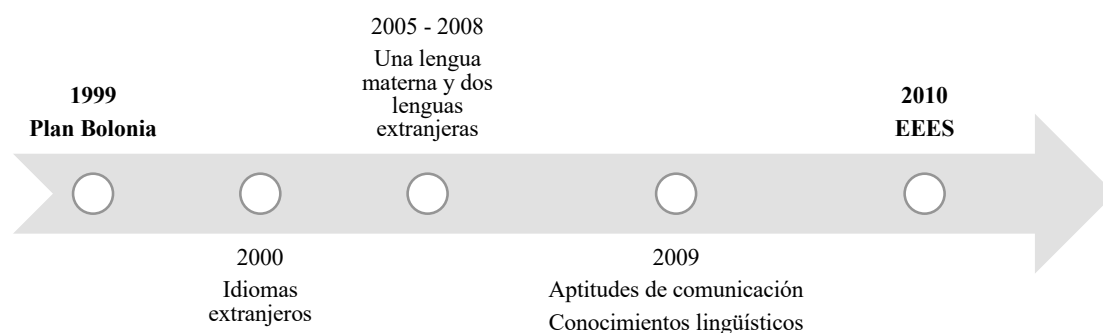 1999
Plan Bolonia
2000
Idiomas
extranjeros
2005 - 2008
Una lengua
materna y dos
lenguas
extranjeras
2009
Aptitudes de comunicación
Conocimientos lingüísticos
2010
EEES